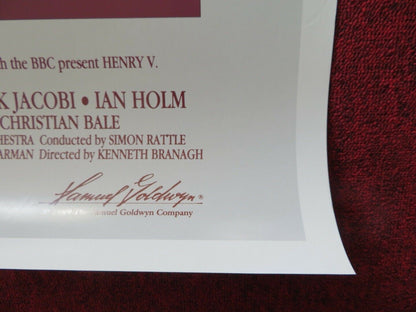 h the BBC present HENRY V.
K JACOBI • IAN HOLM
CHRISTIAN BALE
HESTRA Conducted by SIMON RATTLE
ARMAN Directed by KENNETH BRANAGH
Samuel Goldwyn®
Samuel Goldwyn Company